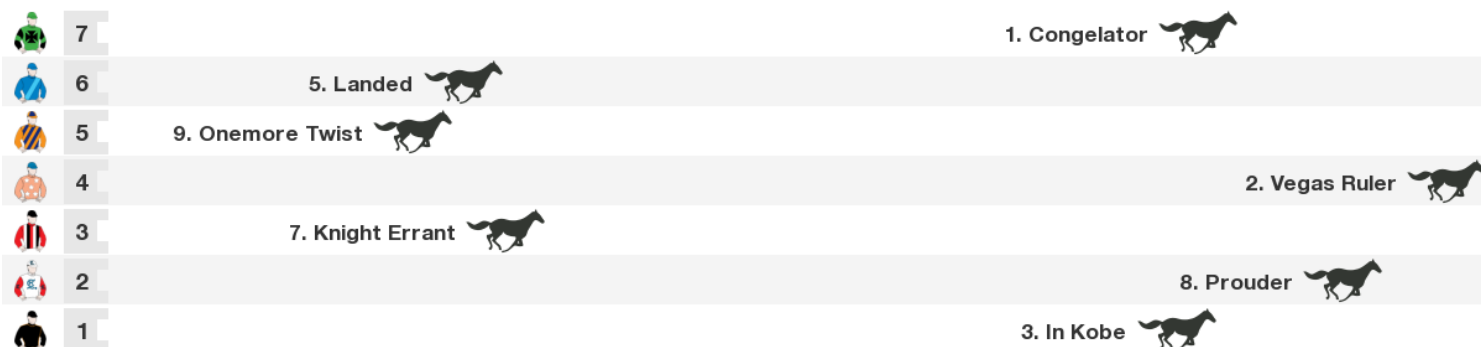 7 1. Congelator
6 5. Landed
5 9. Onemore Twist
4 2. Vegas Ruler
3 7. Knight Errant
2 8. Prouder
1 3. In Kobe